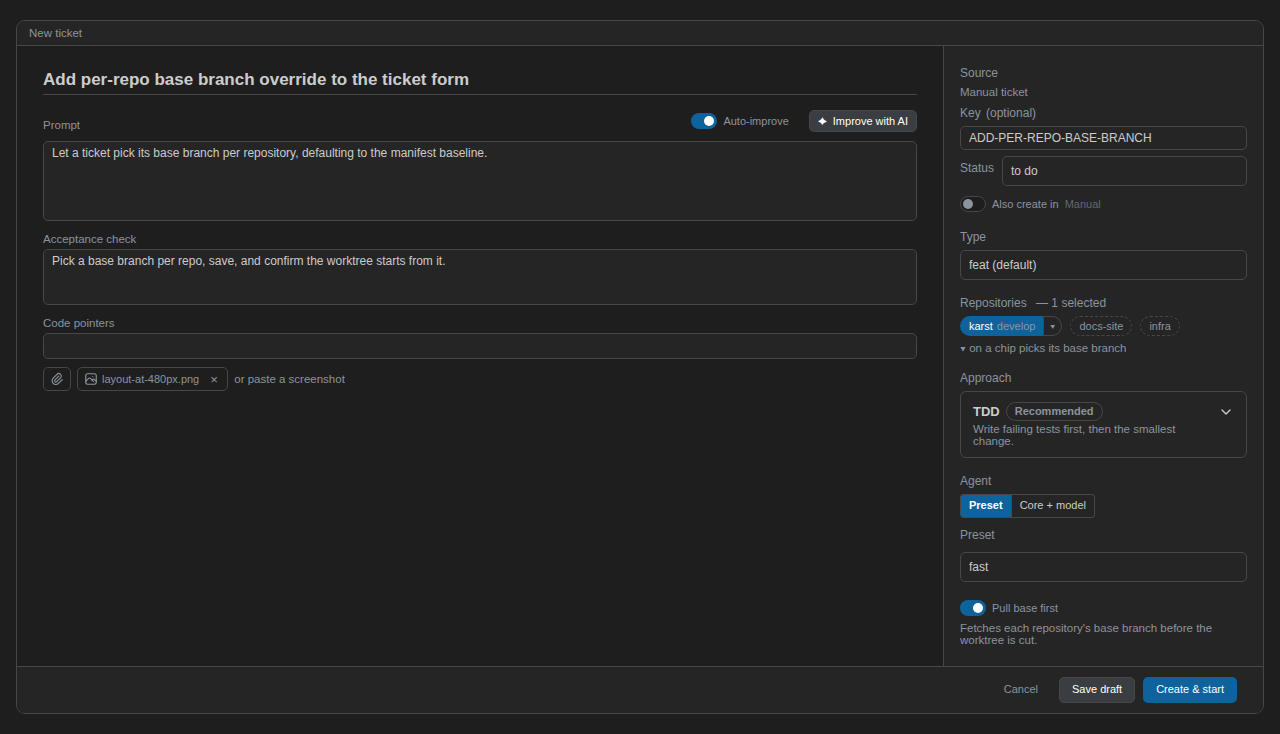 New ticket
Add per-repo base branch override to the ticket form
Prompt
Auto-improve
Improve with AI
Let a ticket pick its base branch per repository, defaulting to the manifest baseline.
Acceptance check
Pick a base branch per repo, save, and confirm the worktree starts from it.
Code pointers
layout-at-480px.png × or paste a screenshot
Source
Manual ticket
Key (optional)
ADD-PER-REPO-BASE-BRANCH
Status to do
Also create in Manual
Type
feat (default)
Repositories — 1 selected
karst develop ▾ docs-site infra
▾ on a chip picks its base branch
Approach
TDD Recommended
Write failing tests first, then the smallest
change.
Agent
Preset Core + model
Preset
fast
Pull base first
Fetches each repository's base branch before the
worktree is cut.
Cancel Save draft Create & start